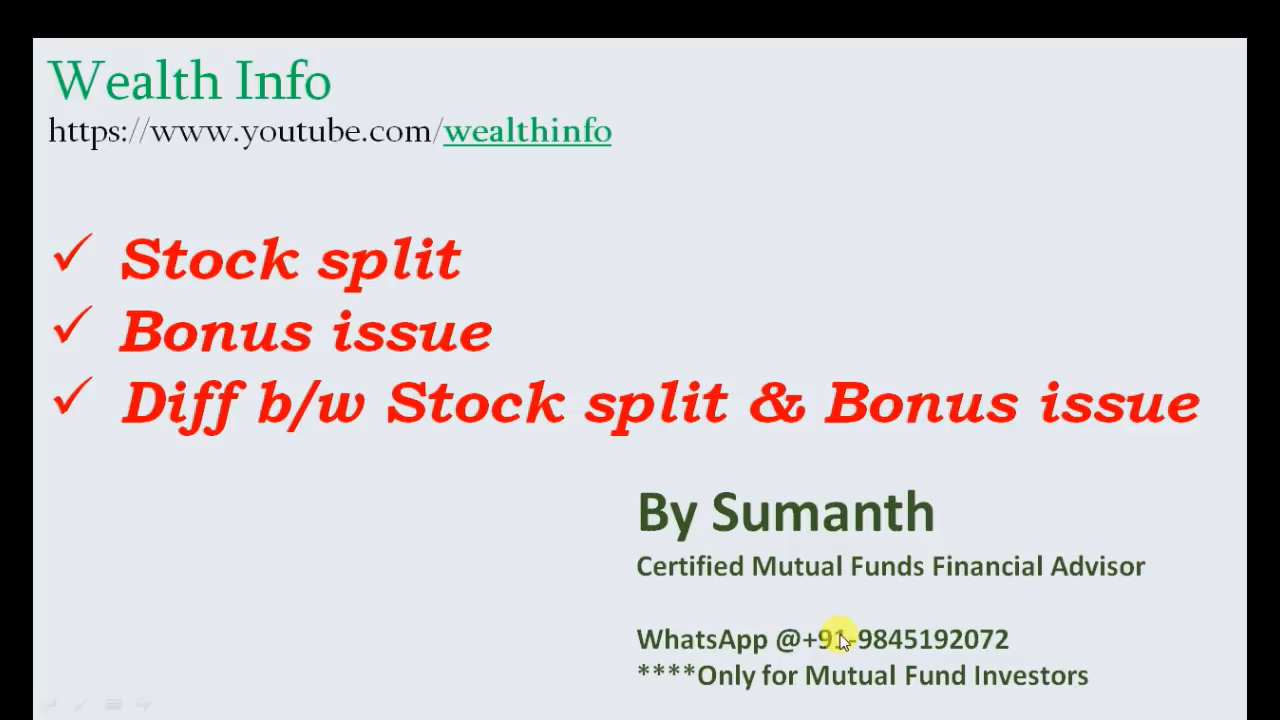 Wealth Info
https://www.youtube.com/wealthinfo
✓ Stock split
✓ Bonus issue
✓ Diff b/w Stock split & Bonus issue
By Sumanth
Certified Mutual Funds Financial Advisor
WhatsApp @+91-9845192072
****Only for Mutual Fund Investors